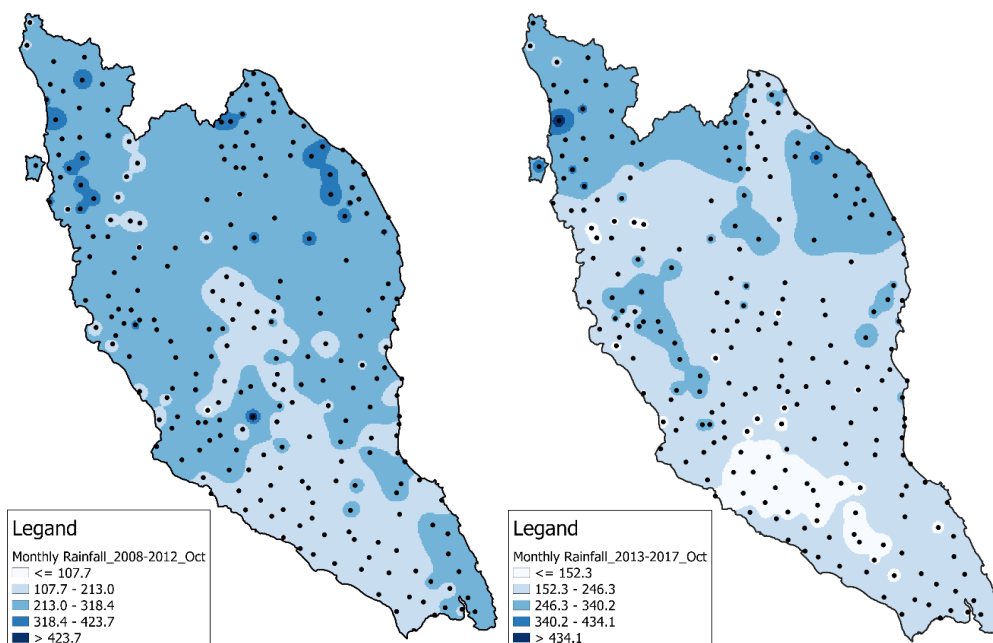 Legand
Monthly Rainfall_2008-2012_Oct
<= 107.7
107.7 - 213.0
213.0 - 318.4
318.4 - 423.7
> 423.7
Legand
Monthly Rainfall_2013-2017_Oct
<= 152.3
152.3 - 246.3
246.3 - 340.2
340.2 - 434.1
> 434.1